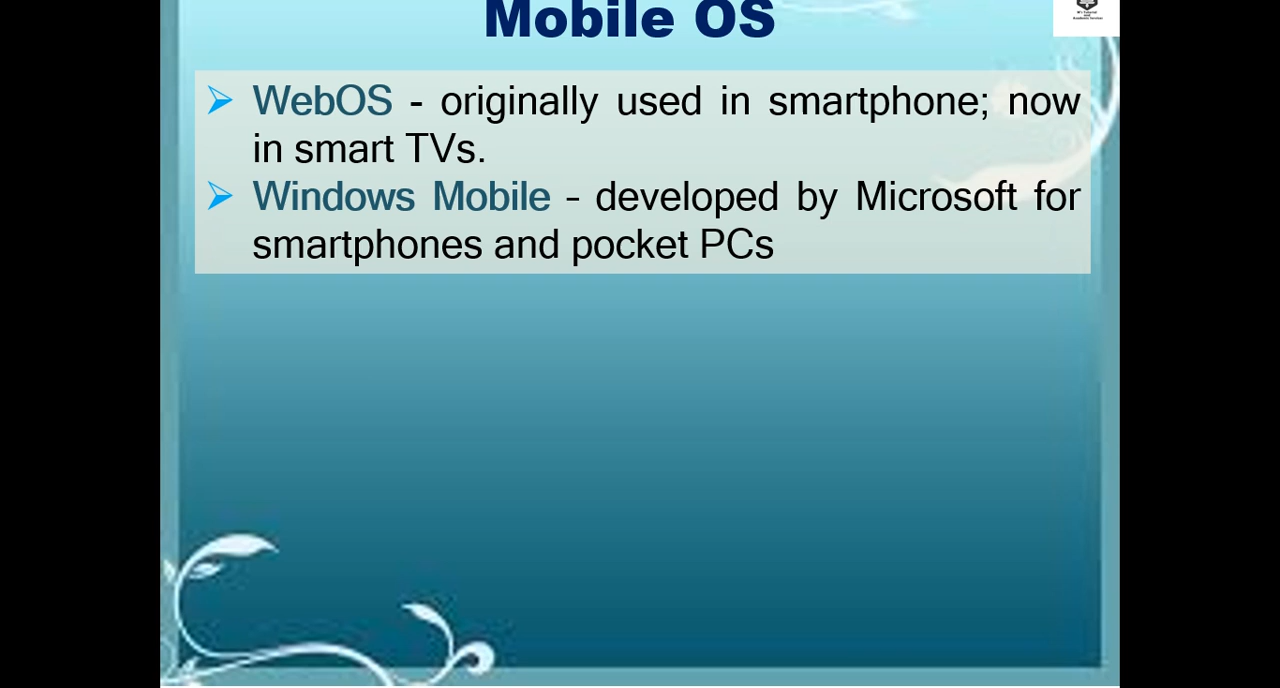 Mobile OS
➢ WebOS - originally used in smartphone; now
in smart TVs.
➢ Windows Mobile – developed by Microsoft for
smartphones and pocket PCs